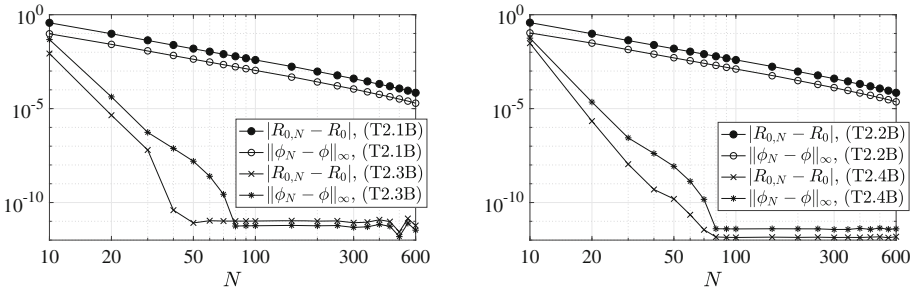 10^0
10^-5
10^-10
|R_{0,N} − R_0|, (T2.1B)
‖ϕ_N − ϕ‖_∞, (T2.1B)
|R_{0,N} − R_0|, (T2.3B)
‖ϕ_N − ϕ‖_∞, (T2.3B)
10 20 100 300 600
N
10^0
10^-5
10^-10
|R_{0,N} − R_0|, (T2.2B)
‖ϕ_N − ϕ‖_∞, (T2.2B)
|R_{0,N} − R_0|, (T2.4B)
‖ϕ_N − ϕ‖_∞, (T2.4B)
10 20 100 300 600
N